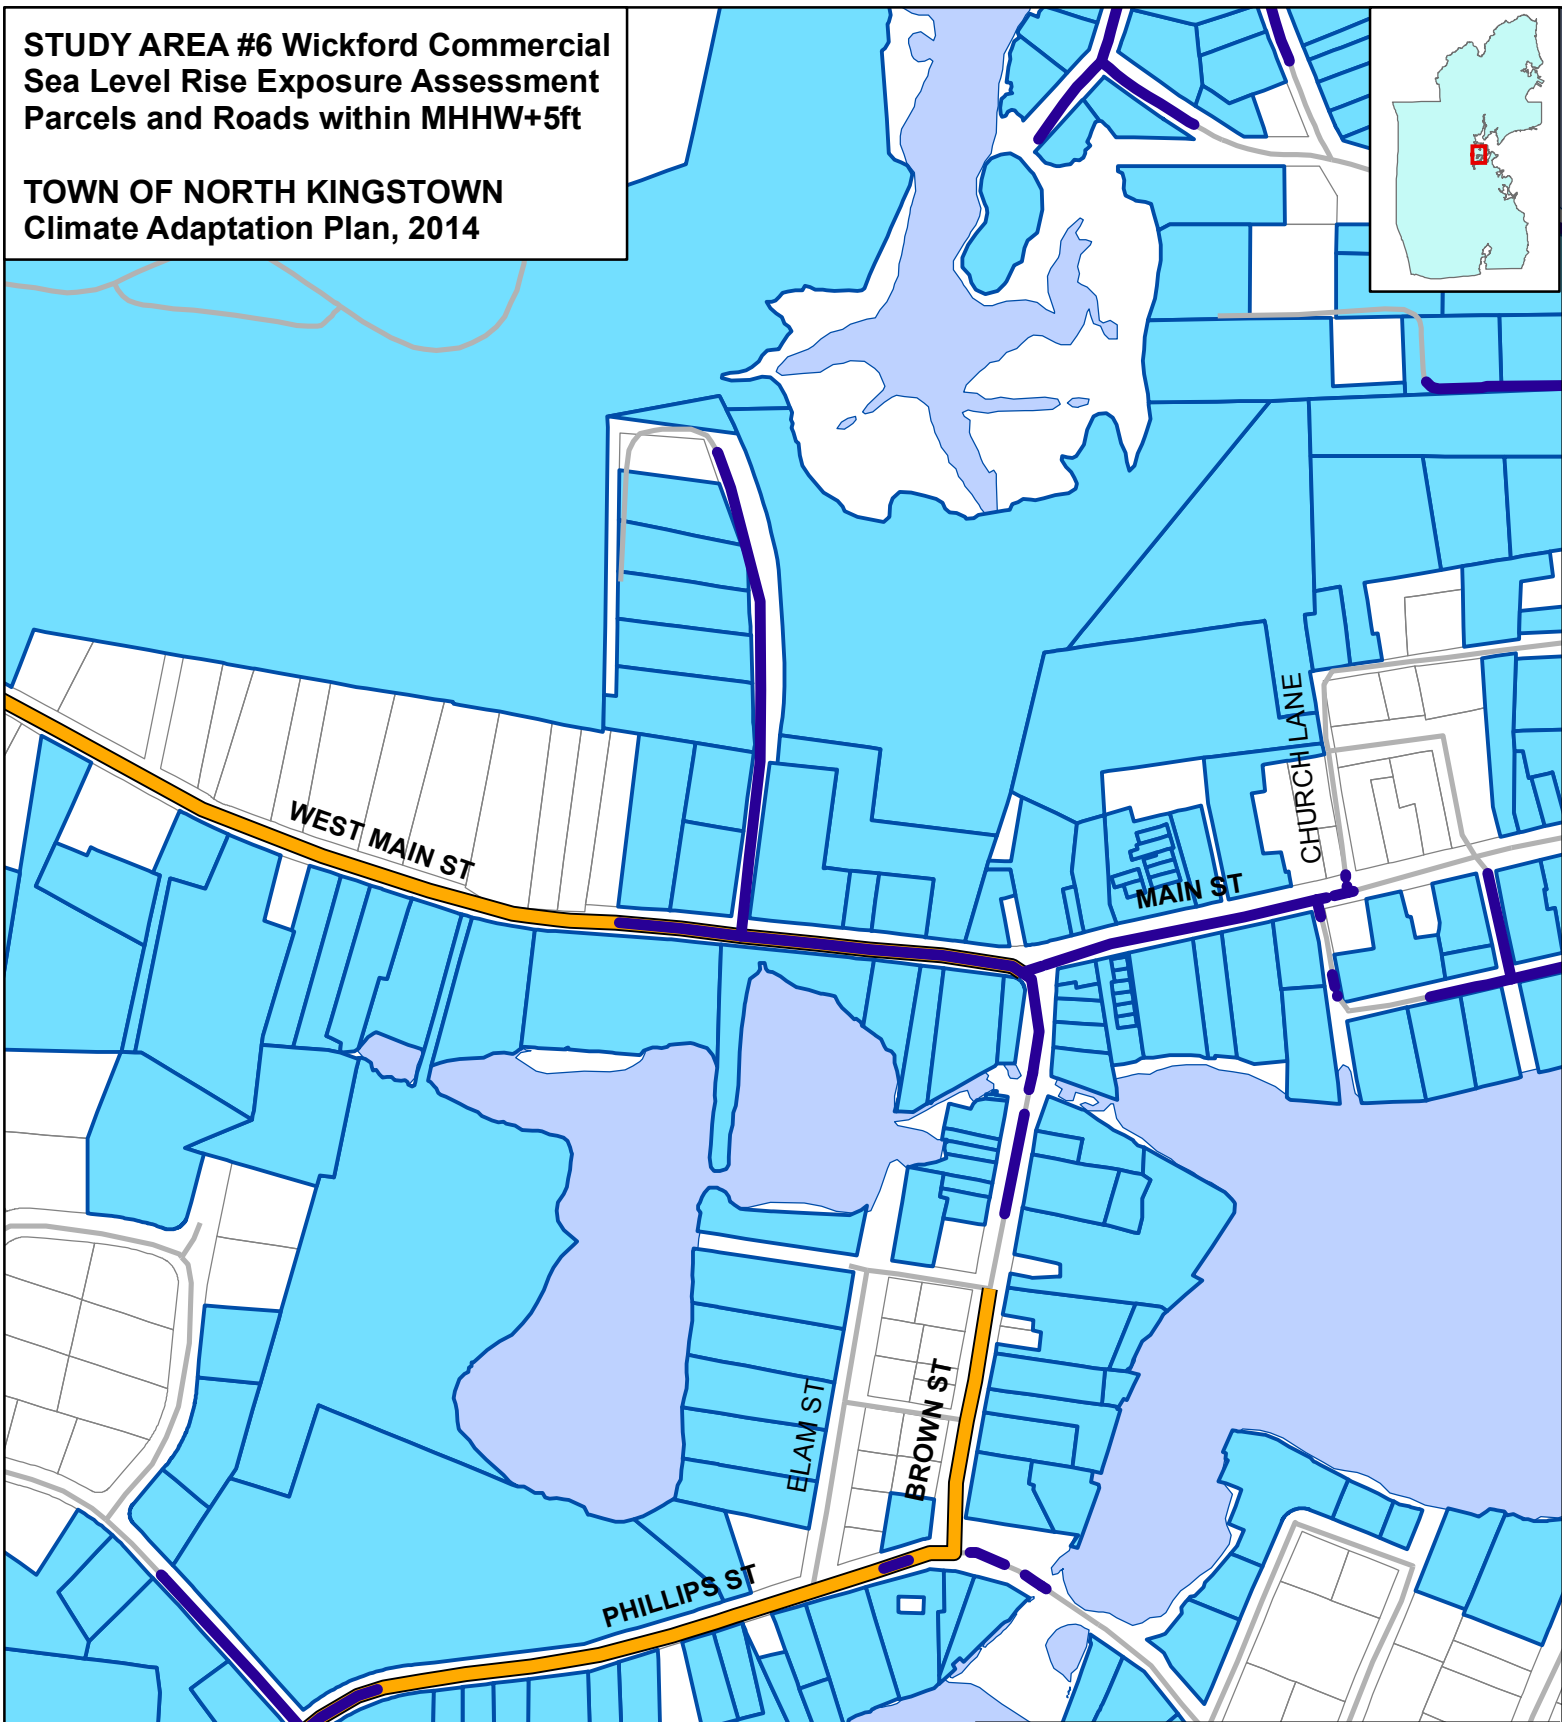 STUDY AREA #6 Wickford Commercial
Sea Level Rise Exposure Assessment
Parcels and Roads within MHHW+5ft
TOWN OF NORTH KINGSTOWN
Climate Adaptation Plan, 2014
CHURCH LANE
WEST MAIN ST
MAIN ST
ELAM ST
BROWN ST
PHILLIPS ST